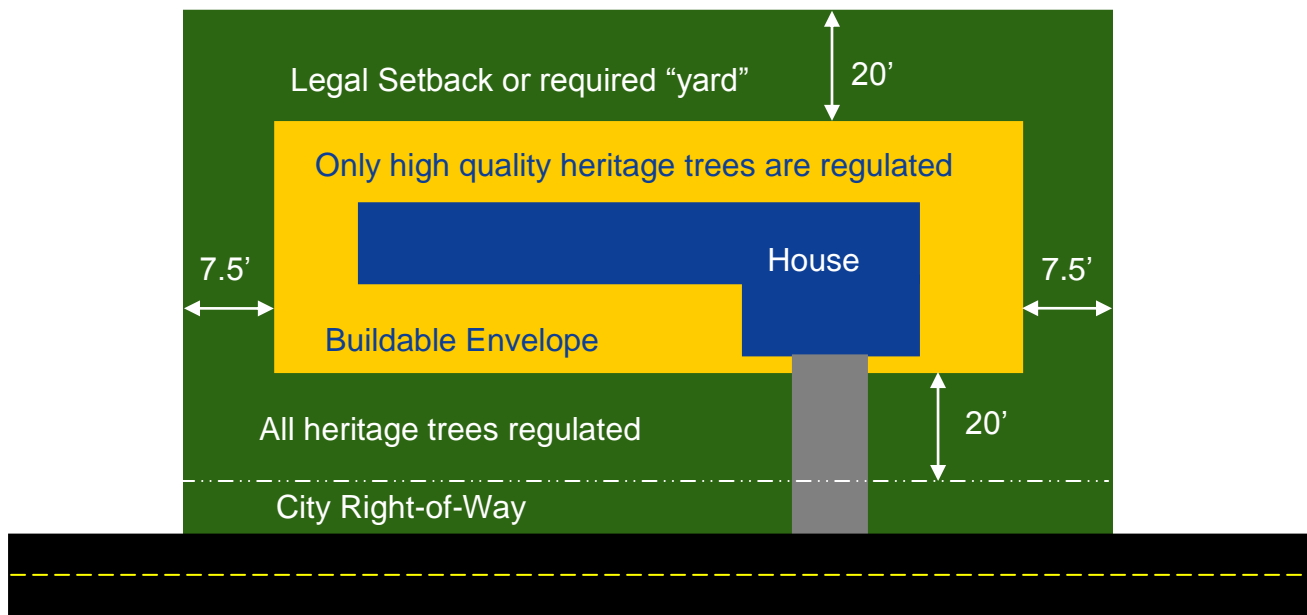 Legal Setback or required “yard”
20’
Only high quality heritage trees are regulated
House
7.5’
7.5’
Buildable Envelope
All heritage trees regulated
20’
City Right-of-Way